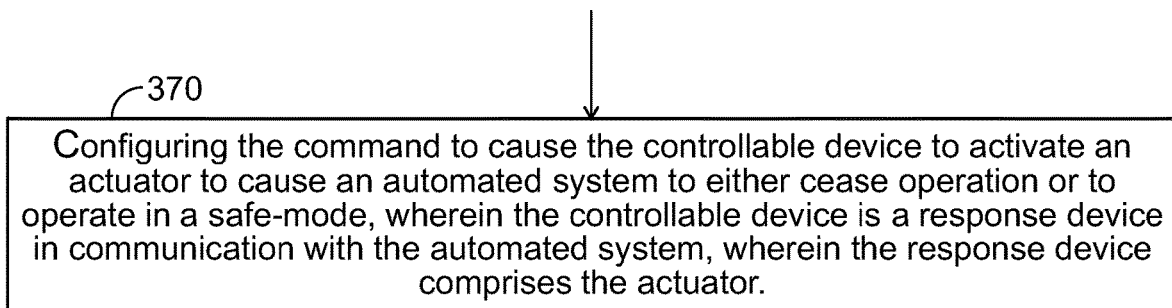 370
Configuring the command to cause the controllable device to activate an
actuator to cause an automated system to either cease operation or to
operate in a safe-mode, wherein the controllable device is a response device
in communication with the automated system, wherein the response device
comprises the actuator.